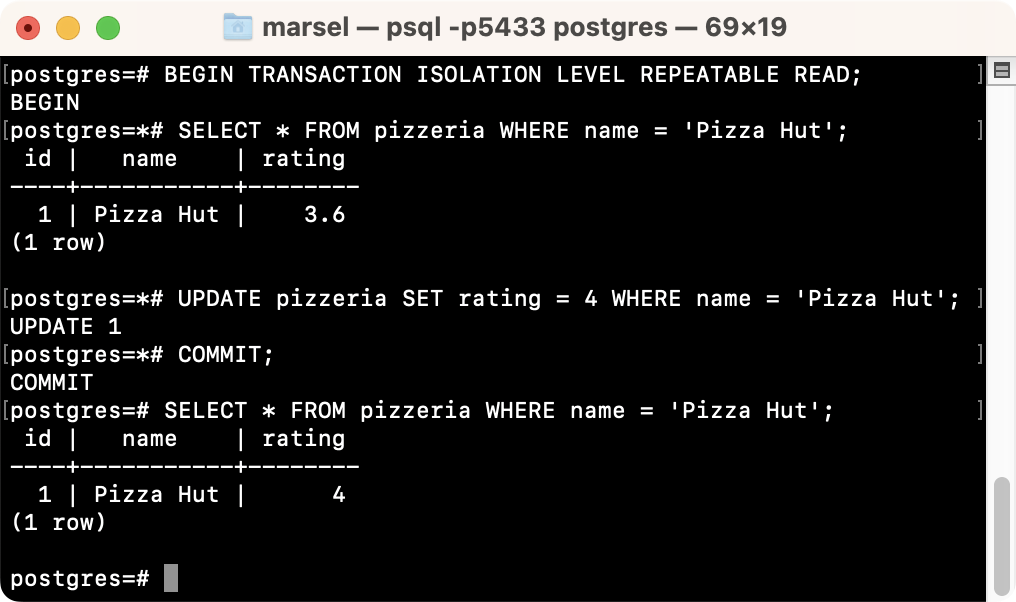 marsel — psql -p5433 postgres — 69×19
[postgres=# BEGIN TRANSACTION ISOLATION LEVEL REPEATABLE READ; ]
BEGIN
[postgres=*# SELECT * FROM pizzeria WHERE name = 'Pizza Hut'; ]
 id |   name    | rating
----+-----------+--------
  1 | Pizza Hut |    3.6
(1 row)

[postgres=*# UPDATE pizzeria SET rating = 4 WHERE name = 'Pizza Hut'; ]
UPDATE 1
[postgres=*# COMMIT; ]
COMMIT
[postgres=# SELECT * FROM pizzeria WHERE name = 'Pizza Hut'; ]
 id |   name    | rating
----+-----------+--------
  1 | Pizza Hut |      4
(1 row)

postgres=#